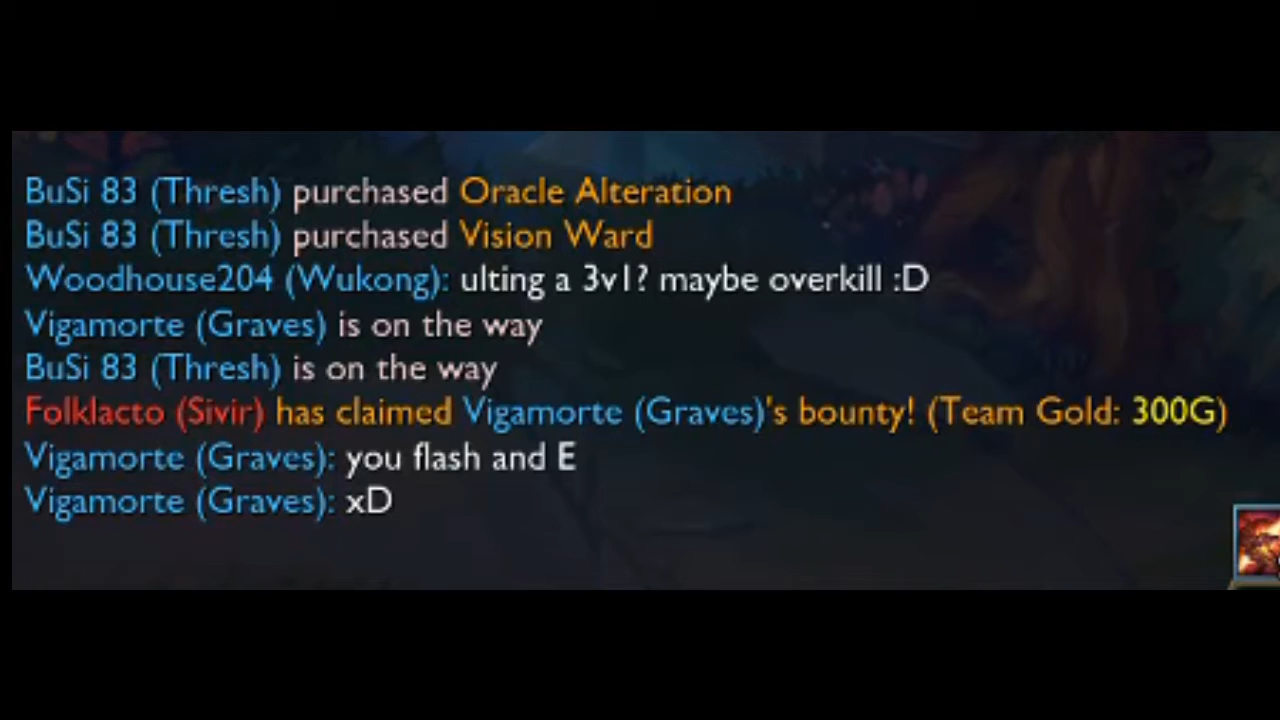 BuSi 83 (Thresh) purchased Oracle Alteration
BuSi 83 (Thresh) purchased Vision Ward
Woodhouse204 (Wukong): ulting a 3v1? maybe overkill :D
Vigamorte (Graves) is on the way
BuSi 83 (Thresh) is on the way
Folklacto (Sivir) has claimed Vigamorte (Graves)'s bounty! (Team Gold: 300G)
Vigamorte (Graves): you flash and E
Vigamorte (Graves): xD